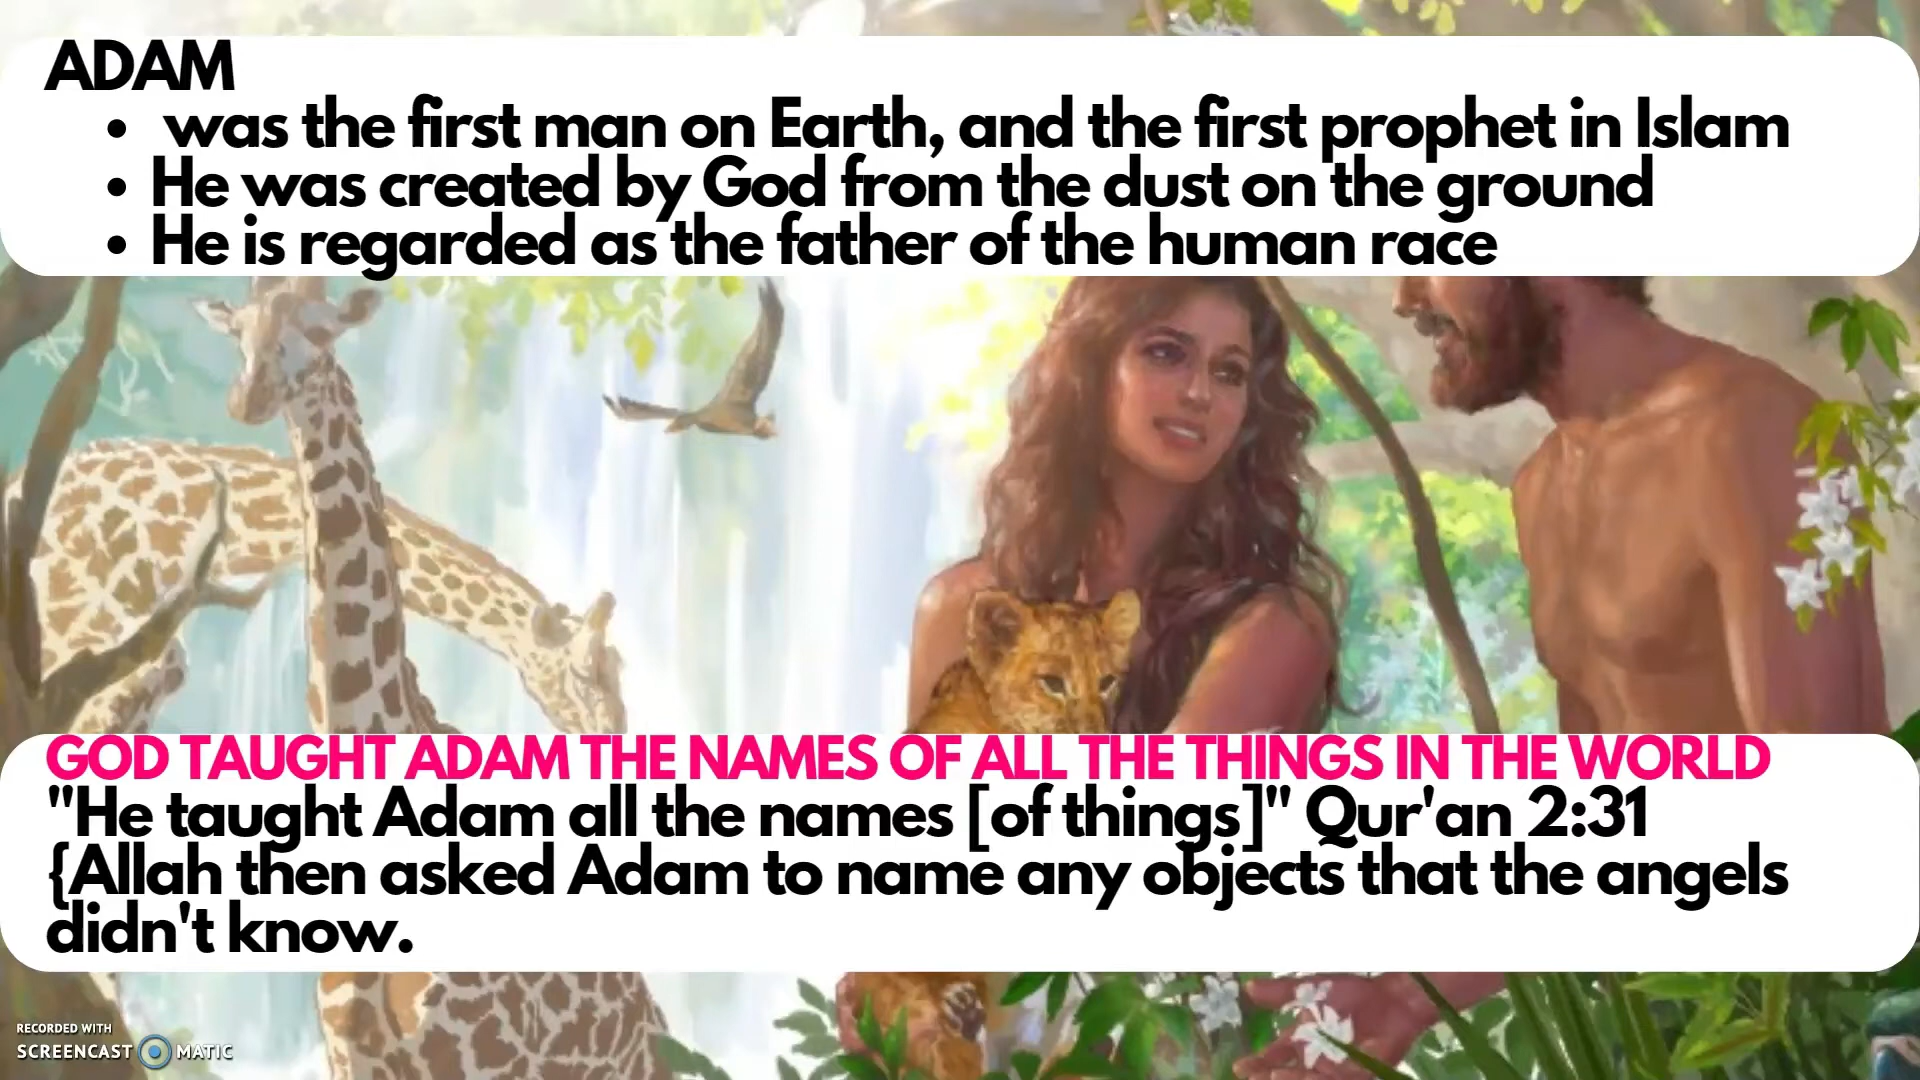 ADAM
• was the first man on Earth, and the first prophet in Islam
• He was created by God from the dust on the ground
• He is regarded as the father of the human race
GOD TAUGHT ADAM THE NAMES OF ALL THE THINGS IN THE WORLD
"He taught Adam all the names [of things]" Qur'an 2:31
{Allah then asked Adam to name any objects that the angels
didn't know.
RECORDED WITH
SCREENCAST MATIC